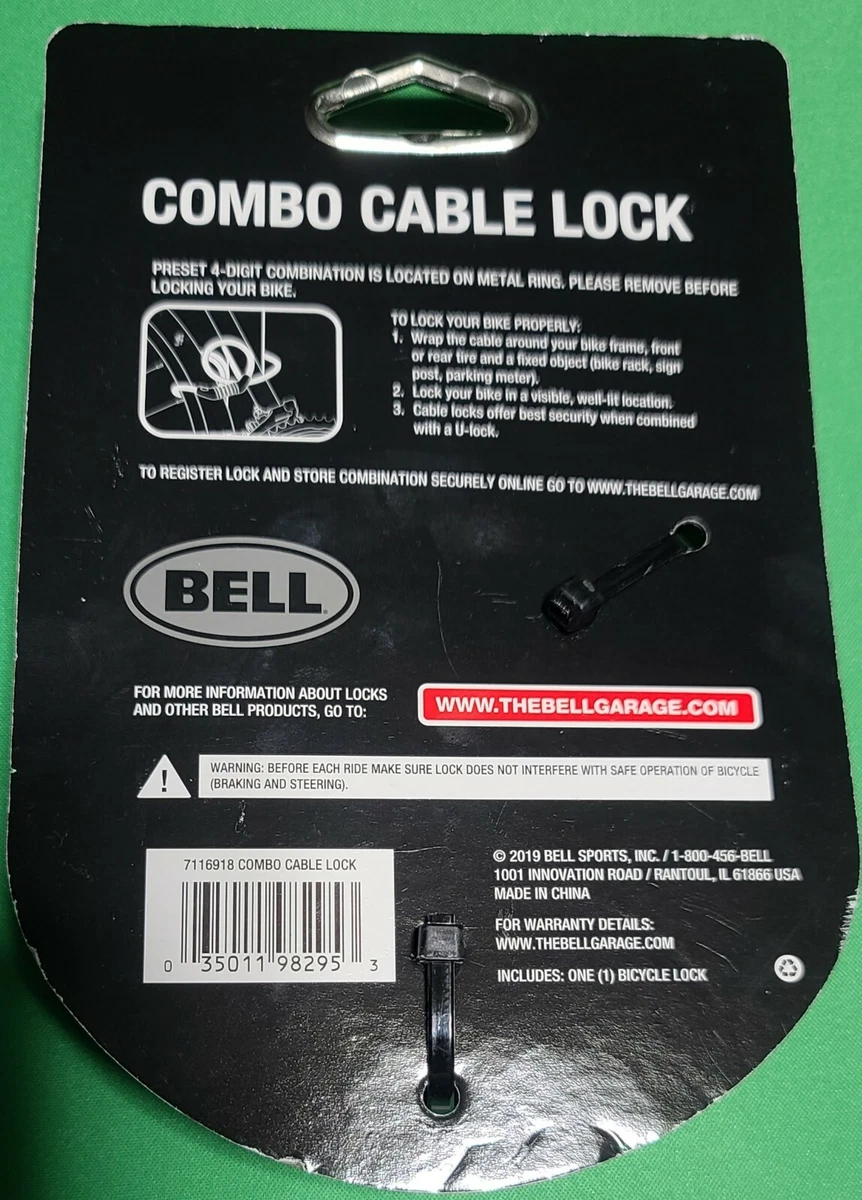 COMBO CABLE LOCK
PRESET 4-DIGIT COMBINATION IS LOCATED ON METAL RING. PLEASE REMOVE BEFORE
LOCKING YOUR BIKE.
TO LOCK YOUR BIKE PROPERLY:
1. Wrap the cable around your bike frame, front
or rear tire and a fixed object (bike rack, sign
post, parking meter).
2. Lock your bike in a visible, well-lit location.
3. Cable locks offer best security when combined
with a U-lock.
TO REGISTER LOCK AND STORE COMBINATION SECURELY ONLINE GO TO WWW.THEBELLGARAGE.COM
BELL
FOR MORE INFORMATION ABOUT LOCKS
AND OTHER BELL PRODUCTS, GO TO:
WWW.THEBELLGARAGE.COM
WARNING: BEFORE EACH RIDE MAKE SURE LOCK DOES NOT INTERFERE WITH SAFE OPERATION OF BICYCLE
(BRAKING AND STEERING).
7116918 COMBO CABLE LOCK
0 35011 98295 3
© 2019 BELL SPORTS, INC. / 1-800-456-BELL
1001 INNOVATION ROAD / RANTOUL, IL 61866 USA
MADE IN CHINA
FOR WARRANTY DETAILS:
WWW.THEBELLGARAGE.COM
INCLUDES: ONE (1) BICYCLE LOCK